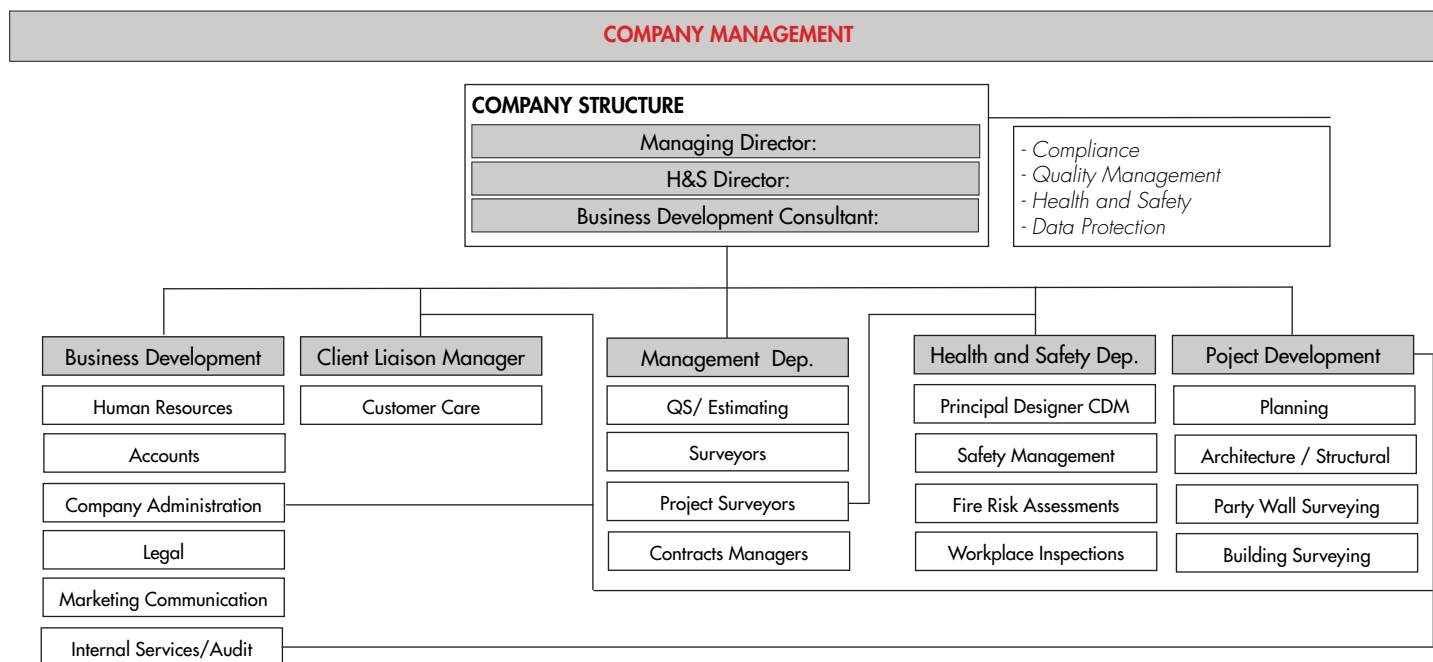 COMPANY MANAGEMENT
COMPANY STRUCTURE
Managing Director:
H&S Director:
Business Development Consultant:
- Compliance
- Quality Management
- Health and Safety
- Data Protection
Business Development
Human Resources
Accounts
Company Administration
Legal
Marketing Communication
Internal Services/Audit
Client Liaison Manager
Customer Care
Management Dep.
QS/ Estimating
Surveyors
Project Surveyors
Contracts Managers
Health and Safety Dep.
Principal Designer CDM
Safety Management
Fire Risk Assessments
Workplace Inspections
Poject Development
Planning
Architecture / Structural
Party Wall Surveying
Building Surveying